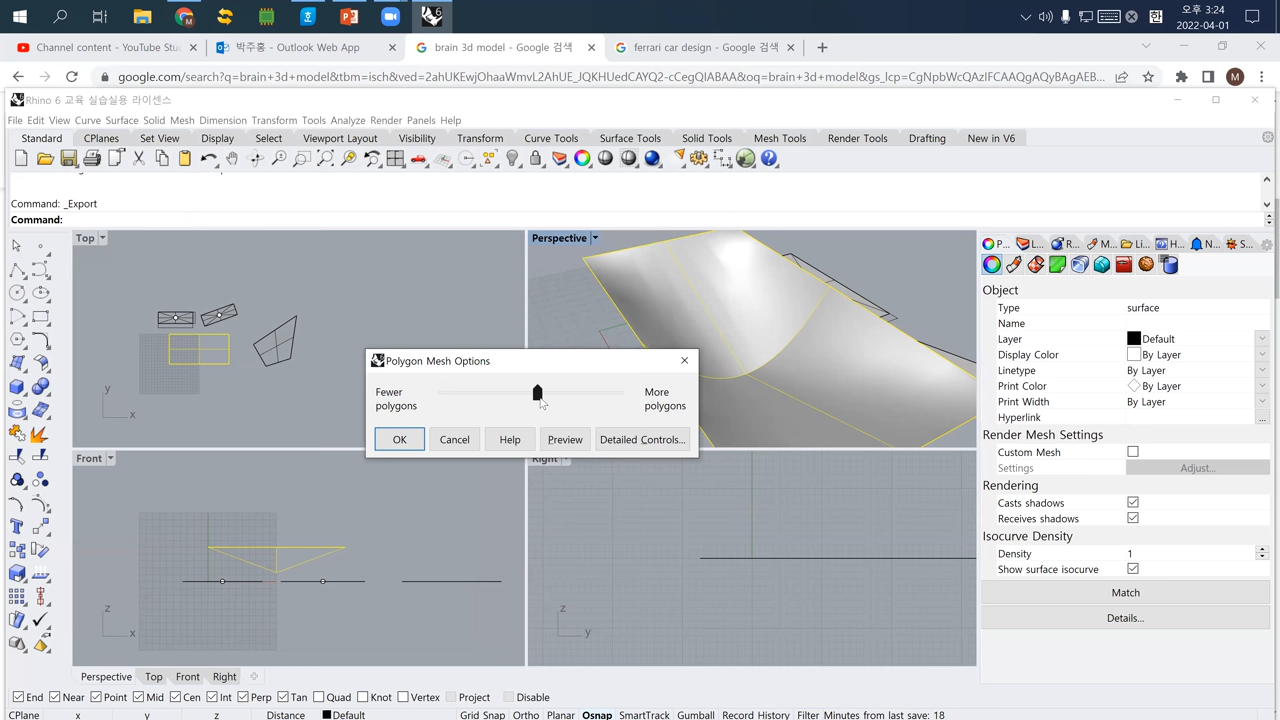 오후 3:24
한
2022-04-01
Channel content - YouTube Stu
박주홍 - Outlook Web App
brain 3d model - Google 검색
ferrari car design - Google 검색
google.com/search?q=brain+3d+model&tbm=isch&ved=2ahUKEwjOhaaWmvL2AhUE_JQKHUedCAYQ2-cCegQIABAA&oq=brain+3d+model&gs_lcp=CgNpbWcQAzIFCAAQgAQyBAgAEB...
M
Rhino 6 교육 실습실용 라이센스
File Edit View Curve Surface Solid Mesh Dimension Transform Tools Analyze Render Panels Help
Standard CPlanes Set View Display Select Viewport Layout Visibility Transform Curve Tools Surface Tools Solid Tools Mesh Tools Render Tools Drafting New in V6
Command: _Export
Command:
Top
Perspective
P... L... R... M... Li... H... N... S...
Object
Type surface
Name
Layer Default
Display Color By Layer
Linetype By Layer
Print Color By Layer
Print Width By Layer
Hyperlink ...
Render Mesh Settings
Custom Mesh
Settings Adjust...
Rendering
Casts shadows
Receives shadows
Isocurve Density
Density 1
Show surface isocurve
Match
Details...
Polygon Mesh Options
Fewer polygons
More polygons
OK Cancel Help Preview Detailed Controls...
y
x
Front
Right
z
x
z
y
Perspective Top Front Right
End Near Point Mid Cen Int Perp Tan Quad Knot Vertex Project Disable
CPlane x y z Distance Default Grid Snap Ortho Planar Osnap SmartTrack Gumball Record History Filter Minutes from last save: 18